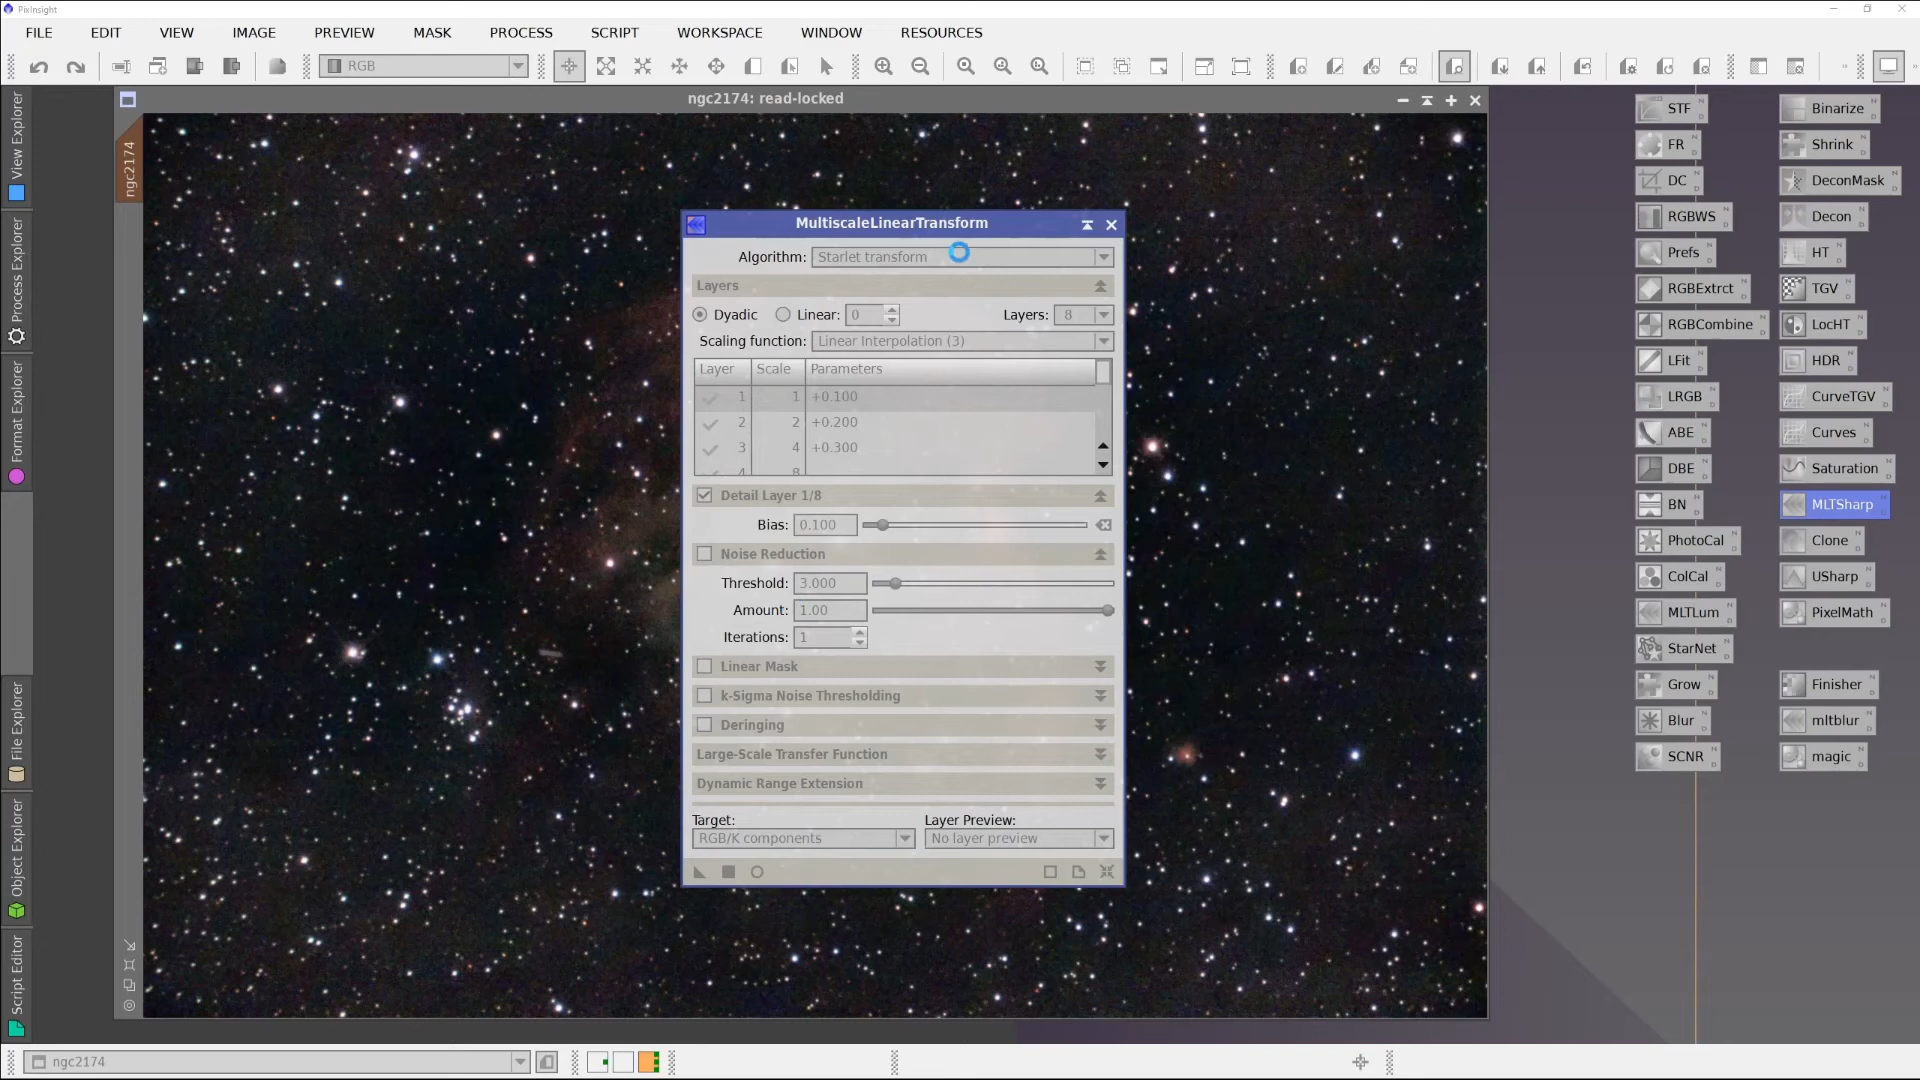 PixInsight
FILE EDIT VIEW IMAGE PREVIEW MASK PROCESS SCRIPT WORKSPACE WINDOW RESOURCES
RGB
ngc2174: read-locked
ngc2174
View Explorer
Process Explorer
Format Explorer
File Explorer
Object Explorer
Script Editor
MultiscaleLinearTransform
Algorithm: Starlet transform
Layers
Dyadic Linear: 0 Layers: 8
Scaling function: Linear Interpolation (3)
Layer Scale Parameters
1 1 +0.100
2 2 +0.200
3 4 +0.300
4 8
Detail Layer 1/8
Bias: 0.100
Noise Reduction
Threshold: 3.000
Amount: 1.00
Iterations: 1
Linear Mask
k-Sigma Noise Thresholding
Deringing
Large-Scale Transfer Function
Dynamic Range Extension
Target: Layer Preview:
RGB/K components No layer preview
STF Binarize
FR Shrink
DC DeconMask
RGBWS Decon
Prefs HT
RGBExtrct TGV
RGBCombine LocHT
LFit HDR
LRGB CurveTGV
ABE Curves
DBE Saturation
BN MLTSharp
PhotoCal Clone
ColCal USharp
MLTLum PixelMath
StarNet
Grow Finisher
Blur mltblur
SCNR magic
ngc2174